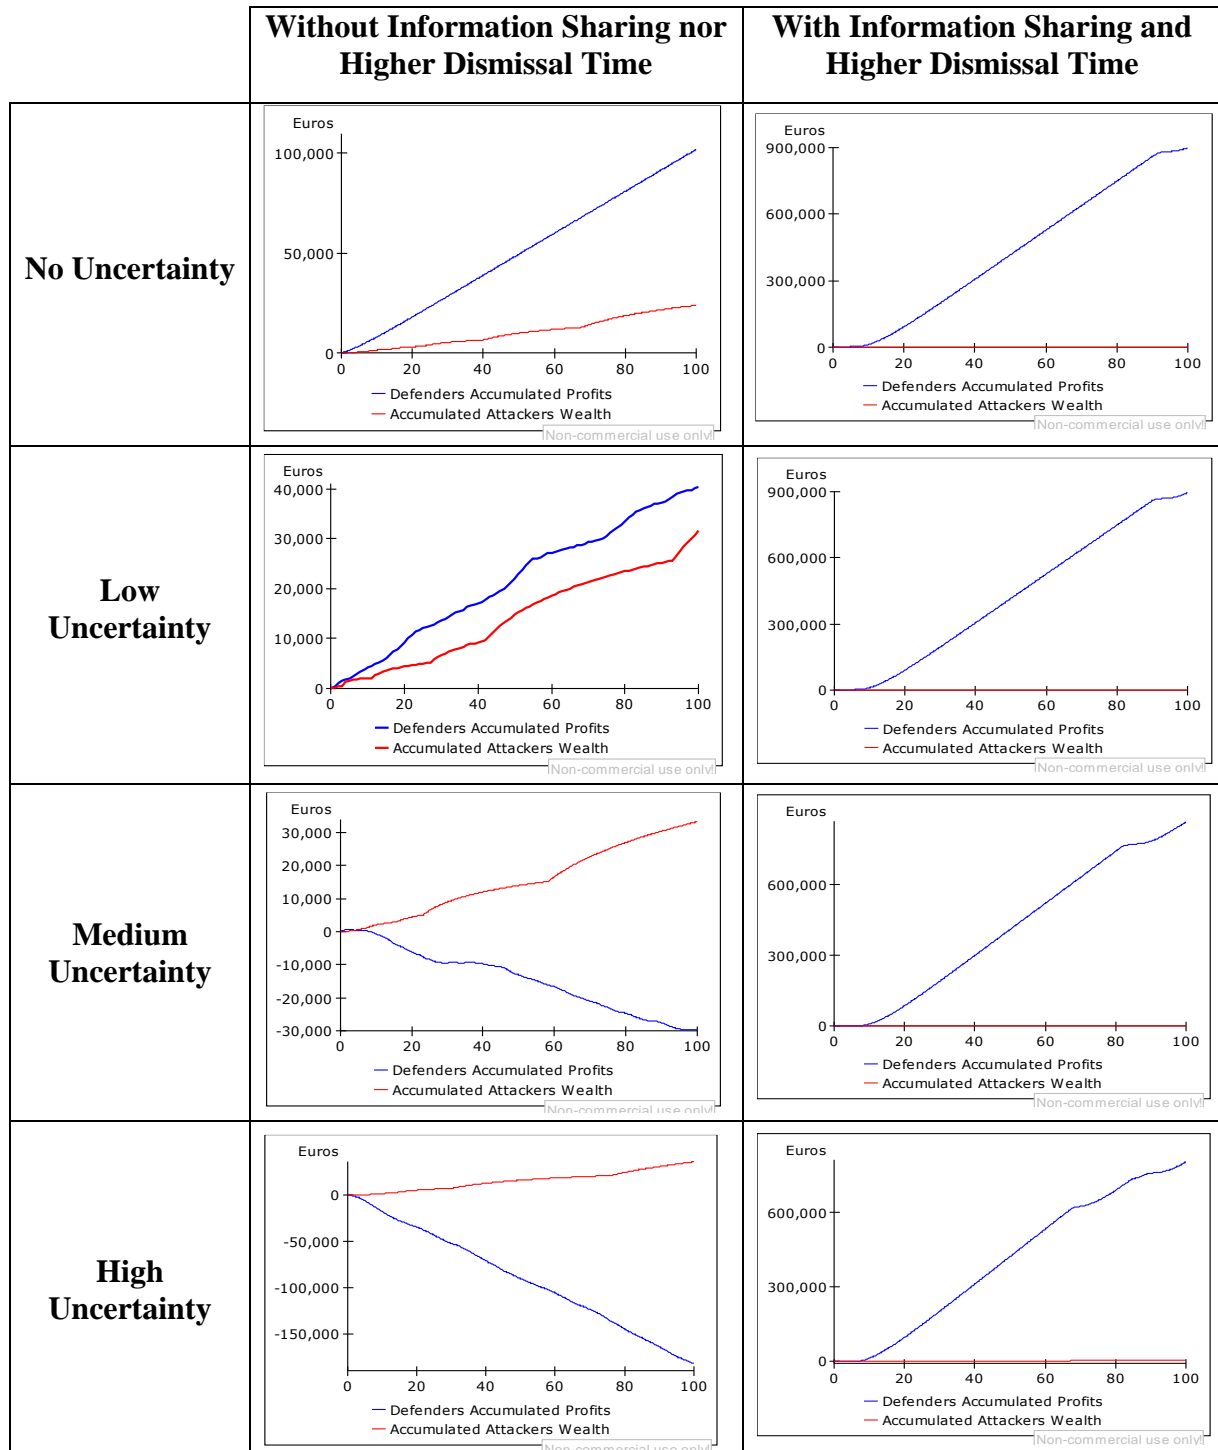 Without Information Sharing nor
Higher Dismissal Time
With Information Sharing and
Higher Dismissal Time
No Uncertainty
Euros
100,000
50,000
0
0 20 40 60 80 100
Defenders Accumulated Profits
Accumulated Attackers Wealth
Non-commercial use only!
Euros
900,000
600,000
300,000
0
0 20 40 60 80 100
Defenders Accumulated Profits
Accumulated Attackers Wealth
Non-commercial use only!
Low
Uncertainty
Euros
40,000
30,000
20,000
10,000
0
0 20 40 60 80 100
Defenders Accumulated Profits
Accumulated Attackers Wealth
Non-commercial use only!
Euros
900,000
600,000
300,000
0
0 20 40 60 80 100
Defenders Accumulated Profits
Accumulated Attackers Wealth
Non-commercial use only!
Medium
Uncertainty
Euros
30,000
20,000
10,000
0
-10,000
-20,000
-30,000
0 20 40 60 80 100
Defenders Accumulated Profits
Accumulated Attackers Wealth
Non-commercial use only!
Euros
600,000
300,000
0
0 20 40 60 80 100
Defenders Accumulated Profits
Accumulated Attackers Wealth
Non-commercial use only!
High
Uncertainty
Euros
0
-50,000
-100,000
-150,000
0 20 40 60 80 100
Defenders Accumulated Profits
Accumulated Attackers Wealth
Non-commercial use only!
Euros
600,000
300,000
0
0 20 40 60 80 100
Defenders Accumulated Profits
Accumulated Attackers Wealth
Non-commercial use only!